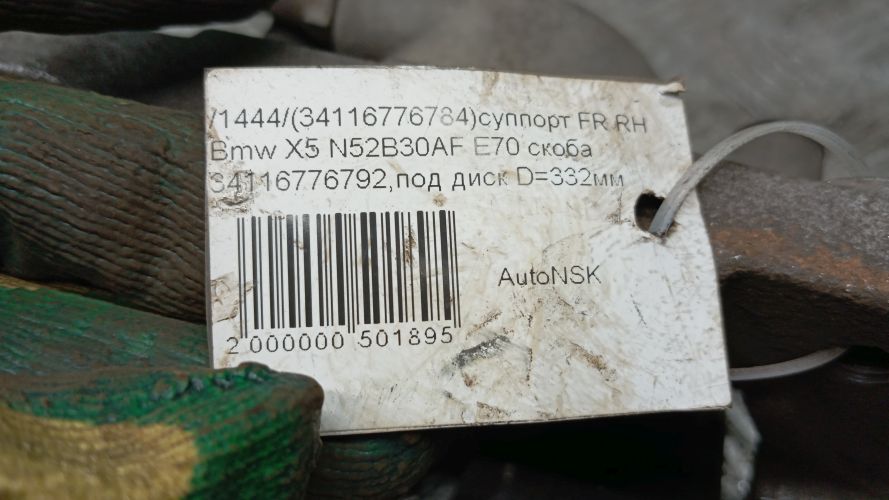 /1444/(34116776784)суппорт FR RH
Bmw X5 N52B30AF E70 скоба
34116776792,под диск D=332мм
AutoNSK
2 000000 501895